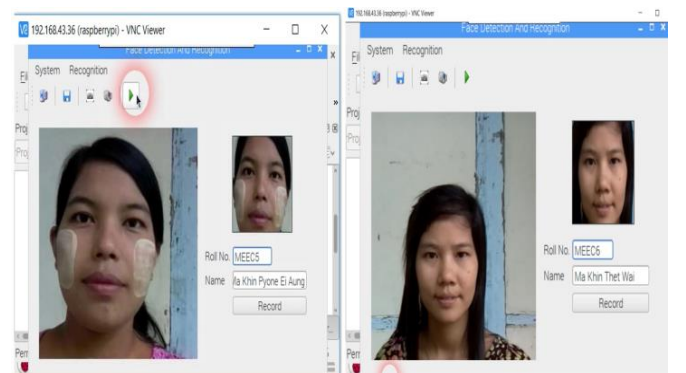 192.168.43.36 (raspberrypi) - VNC Viewer
Face Detection And Recognition
System Recognition
Roll No. MEEC5
Name Ma Khin Pyone Ei Aung
Record
192.168.43.36 (raspberrypi) - VNC Viewer
Face Detection And Recognition
System Recognition
Roll No. MEEC6
Name Ma Khin Thet Wai
Record